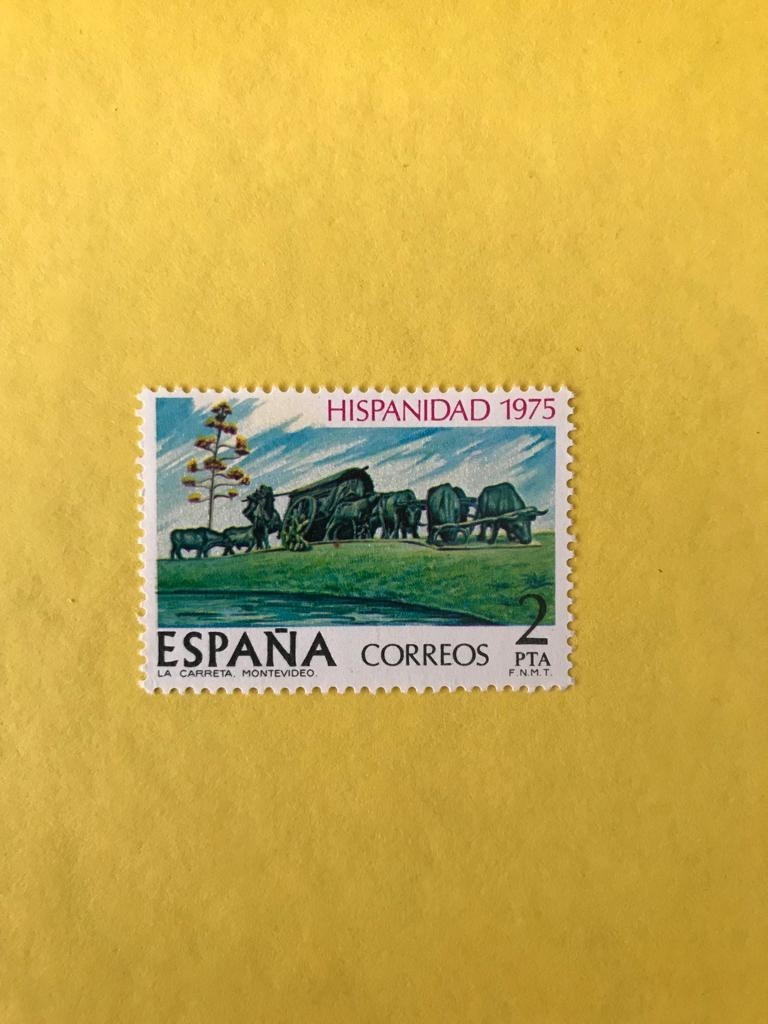 HISPANIDAD 1975
ESPAÑA CORREOS 2 PTA
LA CARRETA. MONTEVIDEO. F.N.M.T.